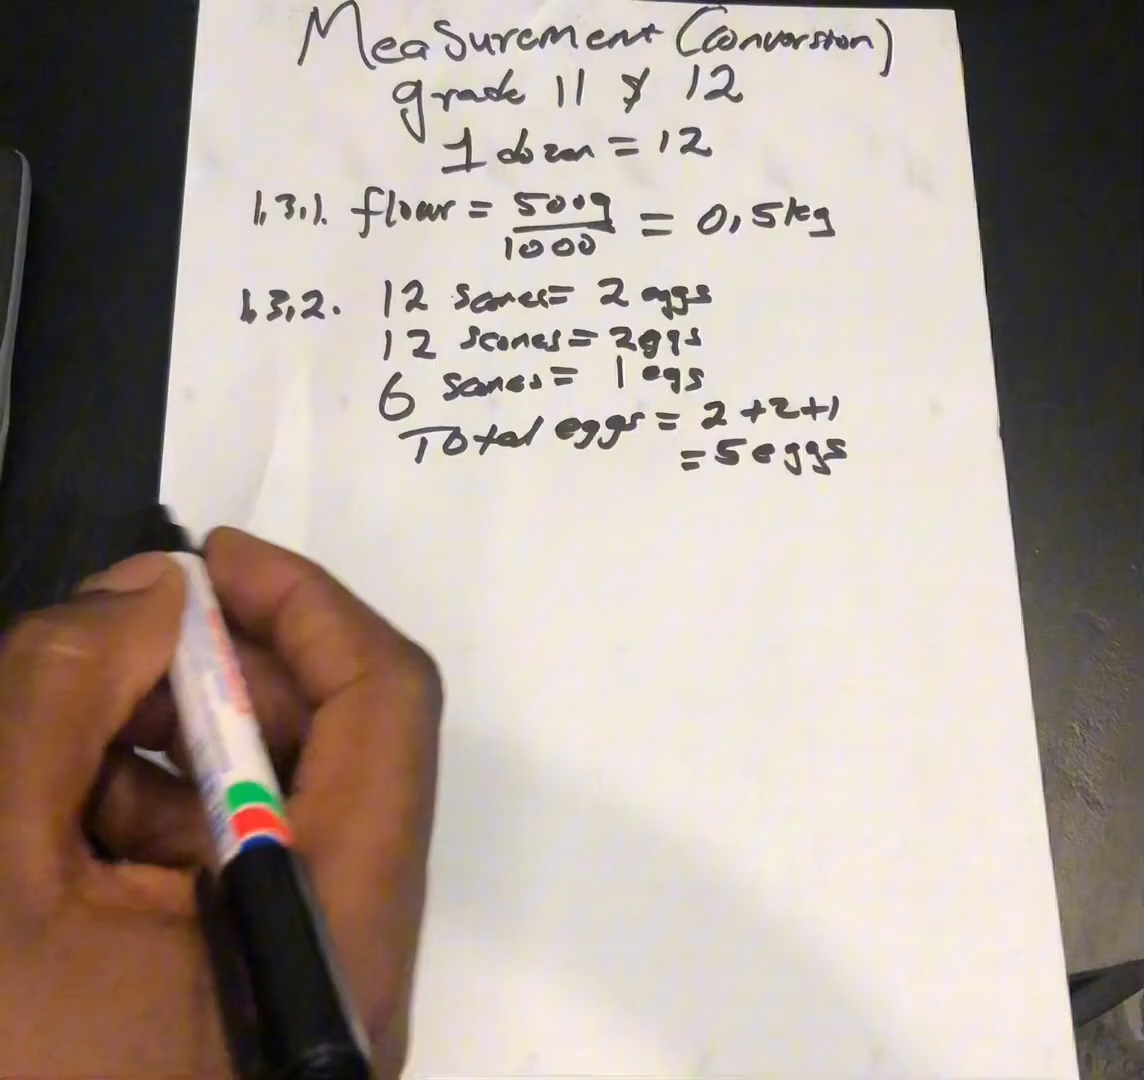 Measurement (Conversion)
grade 11 & 12
1 dozen = 12
1.3.1. flour = 500g/1000 = 0,5kg
1.3.2. 12 scones = 2 eggs
12 scones = 2 eggs
6 scones = 1 eggs
Total eggs = 2 + 2 + 1
= 5 eggs